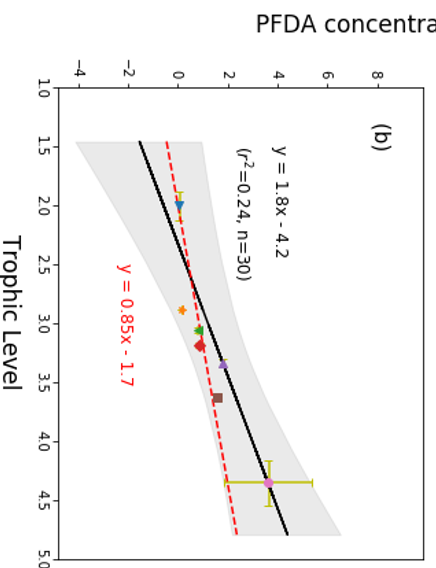 PFDA concentra
−4
−2
0
2
4
6
8
(b)
y = 1.8x - 4.2
(r²=0.24, n=30)
y = 0.85x - 1.7
1.0
1.5
2.0
2.5
3.0
3.5
4.0
4.5
5.0
Trophic Level